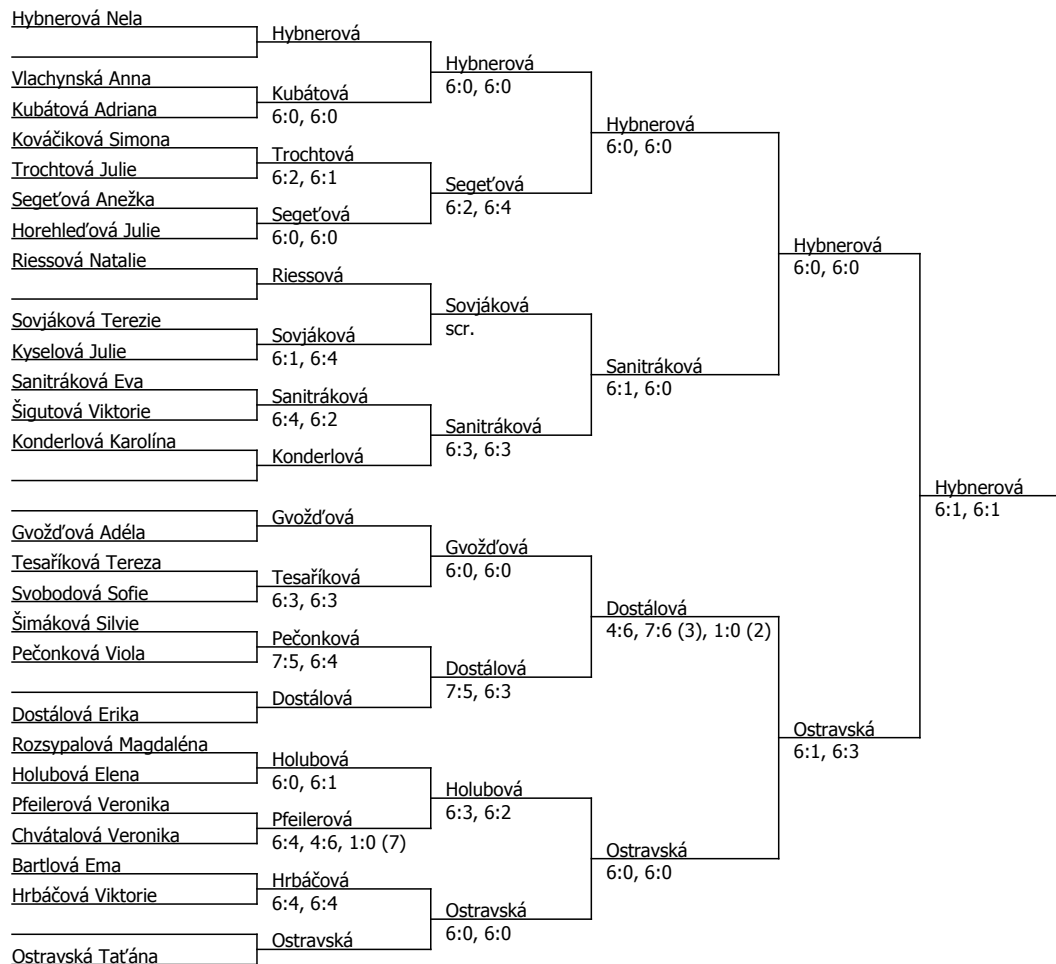 Hybnerová Nela
Hybnerová
Hybnerová
6:0, 6:0
Vlachynská Anna
Kubátová
6:0, 6:0
Kubátová Adriana
Hybnerová
6:0, 6:0
Kováčiková Simona
Trochtová
6:2, 6:1
Trochtová Julie
Segeťová
6:2, 6:4
Segeťová Anežka
Segeťová
6:0, 6:0
Horehleďová Julie
Hybnerová
6:0, 6:0
Riessová Natalie
Riessová
Sovjáková
scr.
Sovjáková Terezie
Sovjáková
6:1, 6:4
Kyselová Julie
Sanitráková
6:1, 6:0
Sanitráková Eva
Sanitráková
6:4, 6:2
Šigutová Viktorie
Sanitráková
6:3, 6:3
Konderlová Karolína
Konderlová
Hybnerová
6:1, 6:1
Gvožďová
Gvožďová Adéla
Gvožďová
6:0, 6:0
Tesaříková Tereza
Tesaříková
6:3, 6:3
Svobodová Sofie
Dostálová
4:6, 7:6 (3), 1:0 (2)
Šimáková Silvie
Pečonková
7:5, 6:4
Pečonková Viola
Dostálová
7:5, 6:3
Dostálová
Dostálová Erika
Ostravská
6:1, 6:3
Rozsypalová Magdaléna
Holubová
6:0, 6:1
Holubová Elena
Holubová
6:3, 6:2
Pfeilerová Veronika
Pfeilerová
6:4, 4:6, 1:0 (7)
Chvátalová Veronika
Ostravská
6:0, 6:0
Bartlová Ema
Hrbáčová
6:4, 6:4
Hrbáčová Viktorie
Ostravská
6:0, 6:0
Ostravská
Ostravská Taťána